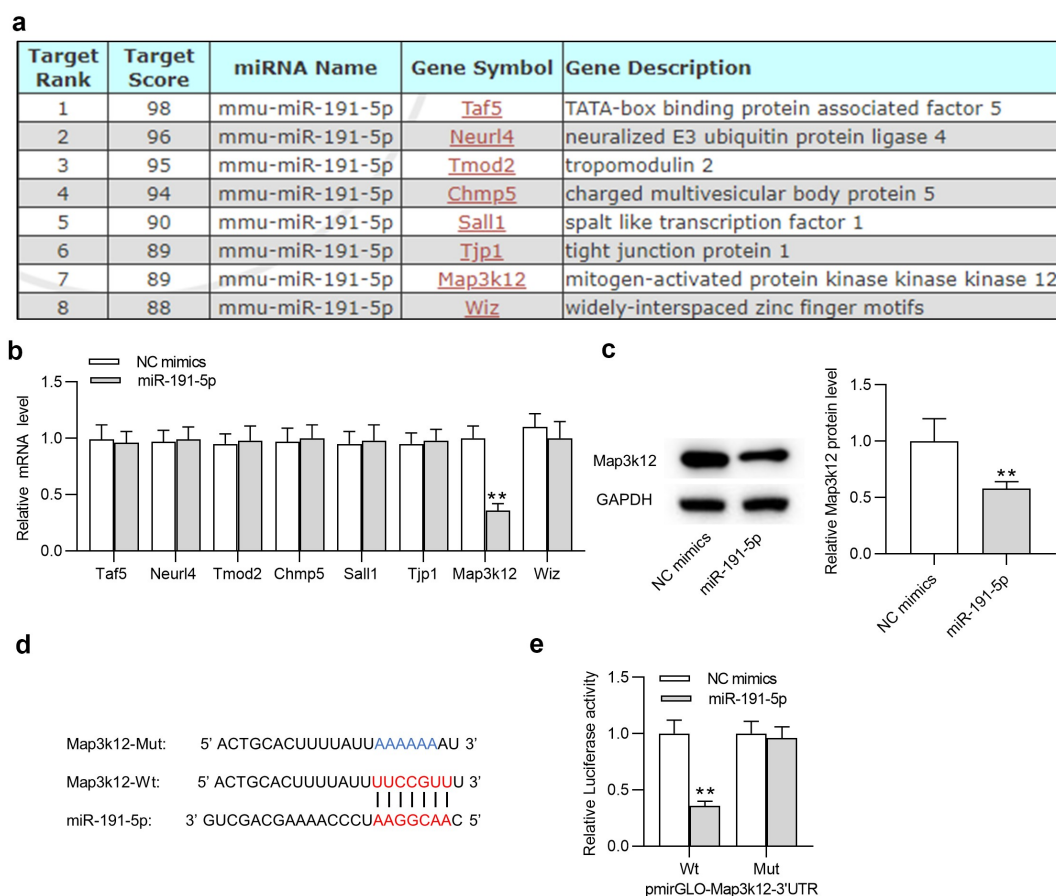 a
Target Rank Target Score miRNA Name Gene Symbol Gene Description
1 98 mmu-miR-191-5p Taf5 TATA-box binding protein associated factor 5
2 96 mmu-miR-191-5p Neurl4 neuralized E3 ubiquitin protein ligase 4
3 95 mmu-miR-191-5p Tmod2 tropomodulin 2
4 94 mmu-miR-191-5p Chmp5 charged multivesicular body protein 5
5 90 mmu-miR-191-5p Sall1 spalt like transcription factor 1
6 89 mmu-miR-191-5p Tjp1 tight junction protein 1
7 89 mmu-miR-191-5p Map3k12 mitogen-activated protein kinase kinase kinase 12
8 88 mmu-miR-191-5p Wiz widely-interspaced zinc finger motifs
b
NC mimics
miR-191-5p
Relative mRNA level
1.5
1.0
0.5
0.0
**
Taf5 Neurl4 Tmod2 Chmp5 Sall1 Tjp1 Map3k12 Wiz
c
Map3k12
GAPDH
NC mimics
miR-191-5p
Relative Map3k12 protein level
1.5
1.0
0.5
0.0
**
NC mimics
miR-191-5p
d
Map3k12-Mut: 5' ACTGCACUUUUAUUAAAAAAAU 3'
Map3k12-Wt: 5' ACTGCACUUUUAUUUUCCGUUU 3'
miR-191-5p: 3' GUCGACGAAAACCCUAAGGCAAC 5'
e
NC mimics
miR-191-5p
Relative Luciferase activity
1.5
1.0
0.5
0.0
**
Wt Mut
pmirGLO-Map3k12-3'UTR